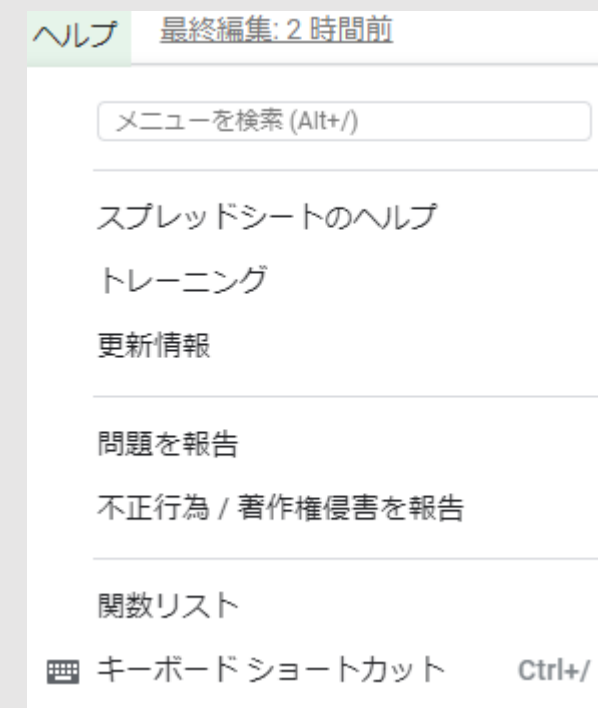 ヘルプ 最終編集: 2 時間前
メニューを検索 (Alt+/)
スプレッドシートのヘルプ
トレーニング
更新情報
問題を報告
不正行為 / 著作権侵害を報告
関数リスト
キーボード ショートカット Ctrl+/